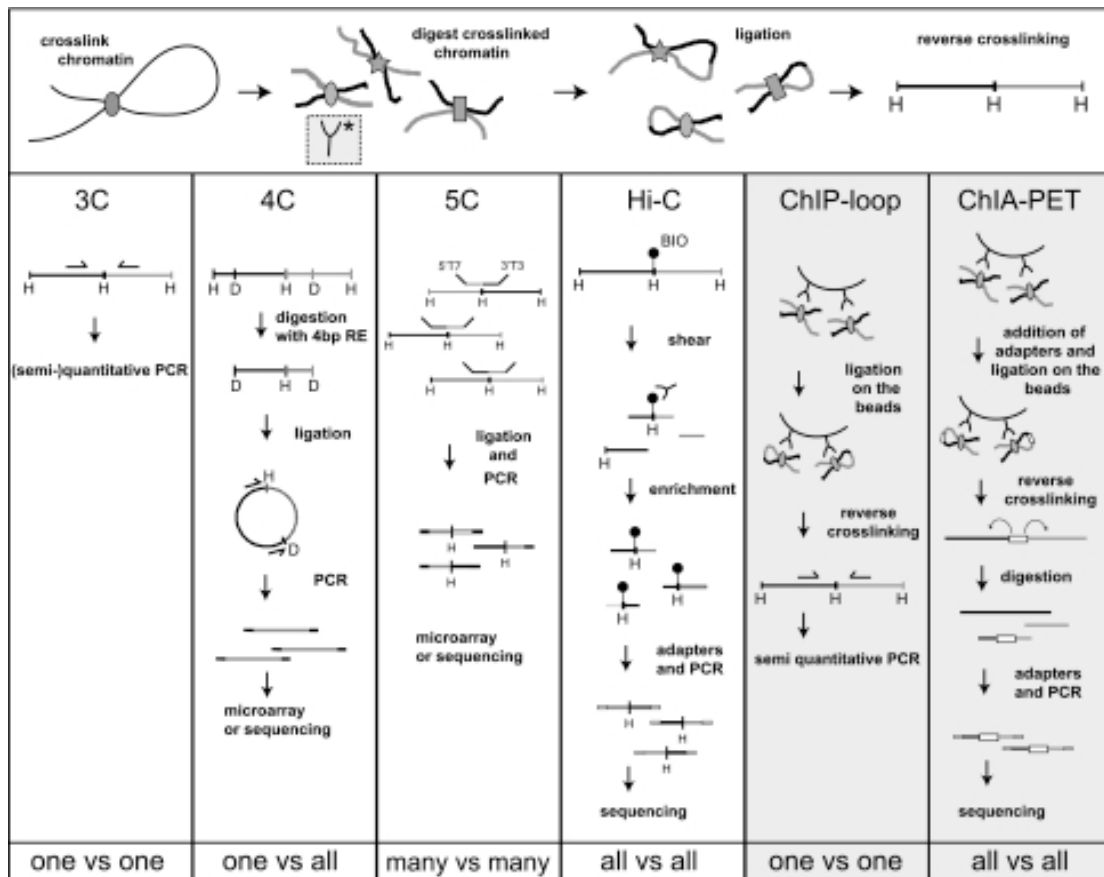 crosslink
chromatin
digest crosslinked
chromatin
ligation
reverse crosslinking
H H H
*
3C
H H H
(semi-)quantitative PCR
4C
H D H D H
digestion
with 4bp RE
D H D
ligation
H
D
PCR
microarray
or sequencing
5C
5'T7 3'T3
H H H
H H H
H H H
ligation
and
PCR
H
H
H
microarray
or sequencing
Hi-C
BIO
H H H
shear
H
H
enrichment
H
H
H
adapters
and PCR
H
H
H
sequencing
ChIP-loop
ligation
on the
beads
reverse
crosslinking
H H H
semi quantitative PCR
ChIA-PET
addition of
adapters and
ligation on the
beads
reverse
crosslinking
digestion
adapters
and PCR
sequencing
one vs one
one vs all
many vs many
all vs all
one vs one
all vs all